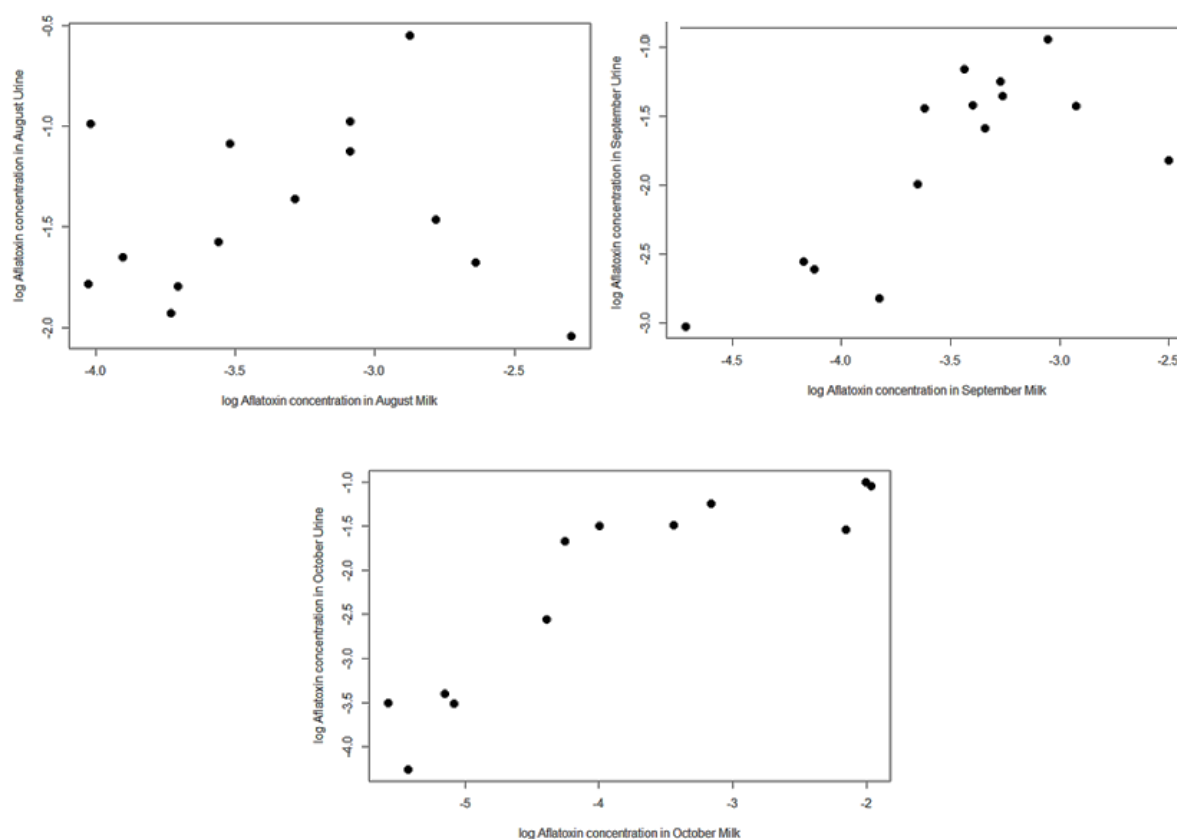 log Aflatoxin concentration in August Urine
-0.5
-1.0
-1.5
-2.0
-4.0 -3.5 -3.0 -2.5
log Aflatoxin concentration in August Milk
log Aflatoxin concentration in September Urine
-1.0
-1.5
-2.0
-2.5
-3.0
-4.5 -4.0 -3.5 -3.0 -2.5
log Aflatoxin concentration in September Milk
log Aflatoxin concentration in October Urine
-1.0
-1.5
-2.0
-2.5
-3.0
-3.5
-4.0
-5 -4 -3 -2
log Aflatoxin concentration in October Milk